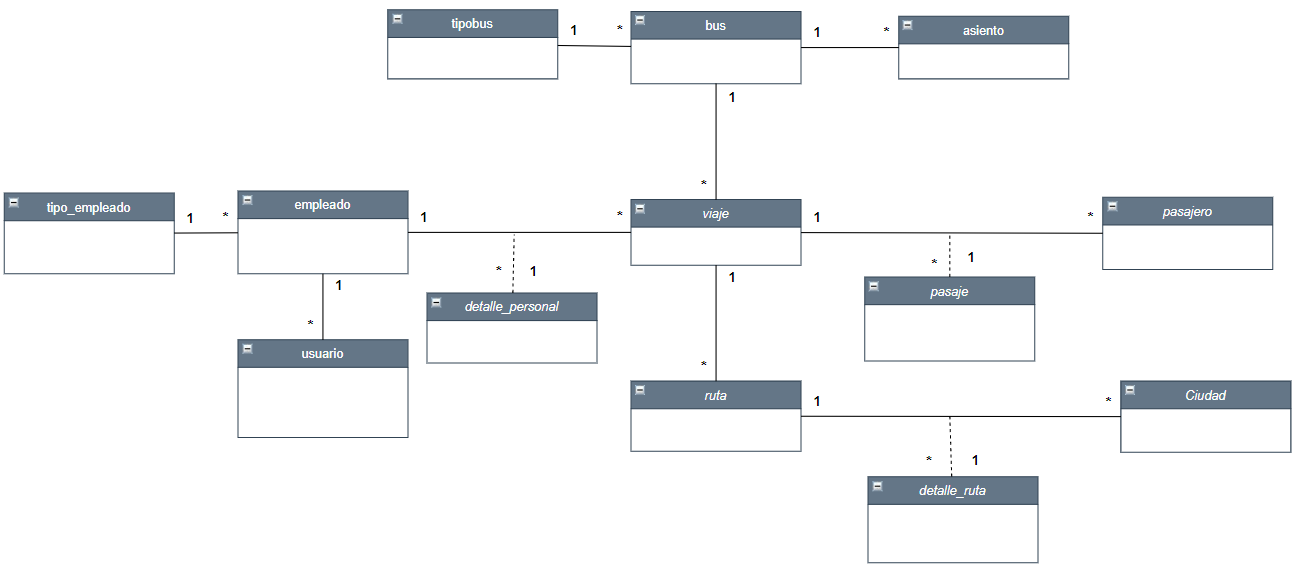 tipobus
1
*
bus
1
*
asiento
1
*
tipo_empleado
1
*
empleado
1
*
viaje
1
*
pasajero
1
*
usuario
*
1
detalle_personal
*
1
pasaje
1
*
ruta
1
*
Ciudad
*
1
detalle_ruta